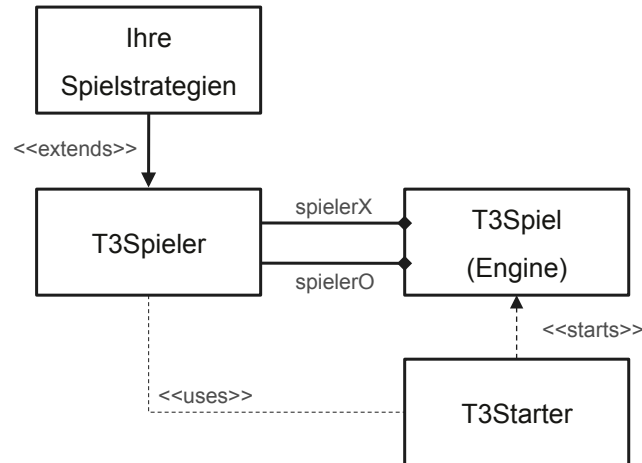 Ihre
Spielstrategien
<<extends>>
T3Spieler
spielerX
spielerO
T3Spiel
(Engine)
<<starts>>
<<uses>>
T3Starter